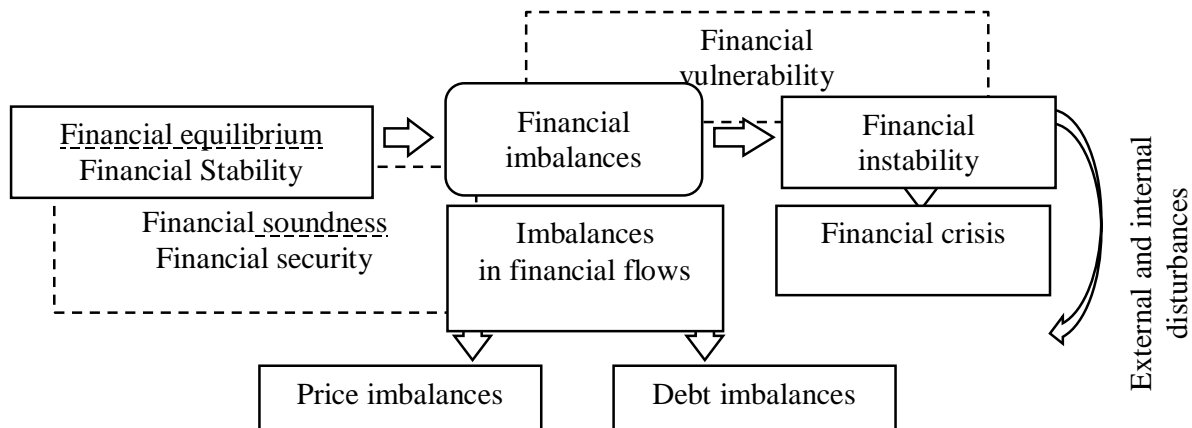 Financial
vulnerability
Financial equilibrium
Financial Stability
Financial
imbalances
Financial
instability
Financial soundness
Financial security
Imbalances
in financial flows
Financial crisis
External and internal
disturbances
Price imbalances
Debt imbalances